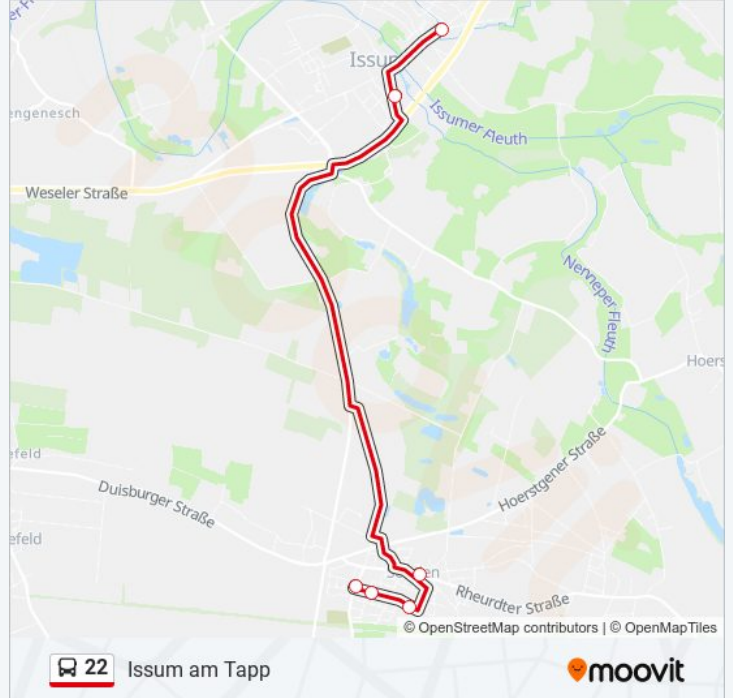 Issum
Issumer Fleuth
engenesch
Weseler Straße
Nenneper Fleuth
Hoers
Hoerstgener Straße
efeld
Duisburger Straße
efeld
Rheurdter Straße
© OpenStreetMap contributors | © OpenMapTiles
22 Issum am Tapp
moovit